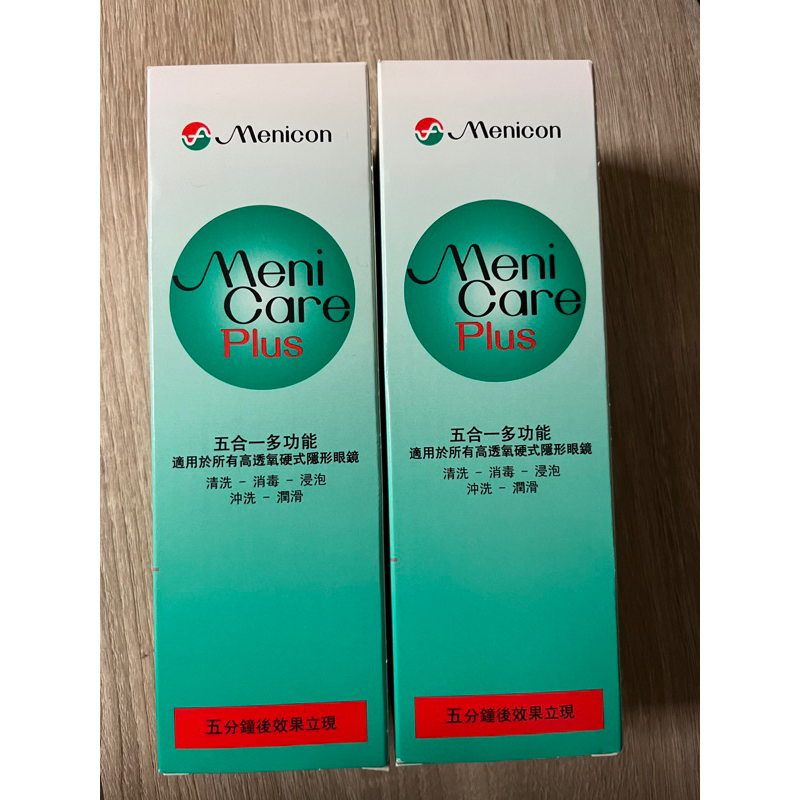 Menicon
Meni
Care
Plus
五合一多功能
適用於所有高透氧硬式隱形眼鏡
清洗 - 消毒 - 浸泡
沖洗 - 潤滑
五分鐘後效果立現
Menicon
Meni
Care
Plus
五合一多功能
適用於所有高透氧硬式隱形眼鏡
清洗 - 消毒 - 浸泡
沖洗 - 潤滑
五分鐘後效果立現